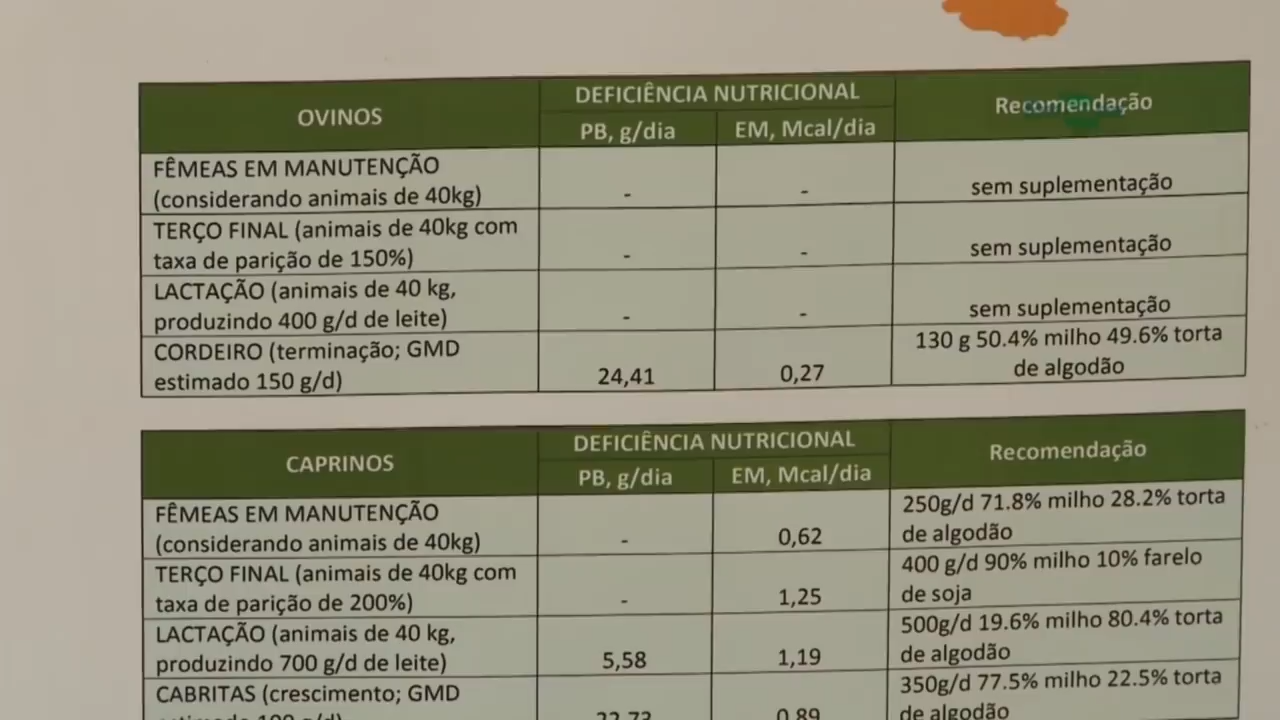 OVINOS
DEFICIÊNCIA NUTRICIONAL
Recomendação
PB, g/dia
EM, Mcal/dia
FÊMEAS EM MANUTENÇÃO
(considerando animais de 40kg)
-
-
sem suplementação
TERÇO FINAL (animais de 40kg com
taxa de parição de 150%)
-
-
sem suplementação
LACTAÇÃO (animais de 40 kg,
produzindo 400 g/d de leite)
-
-
sem suplementação
CORDEIRO (terminação; GMD
estimado 150 g/d)
24,41
0,27
130 g 50.4% milho 49.6% torta
de algodão
CAPRINOS
DEFICIÊNCIA NUTRICIONAL
Recomendação
PB, g/dia
EM, Mcal/dia
FÊMEAS EM MANUTENÇÃO
(considerando animais de 40kg)
-
0,62
250g/d 71.8% milho 28.2% torta
de algodão
TERÇO FINAL (animais de 40kg com
taxa de parição de 200%)
-
1,25
400 g/d 90% milho 10% farelo
de soja
LACTAÇÃO (animais de 40 kg,
produzindo 700 g/d de leite)
5,58
1,19
500g/d 19.6% milho 80.4% torta
de algodão
CABRITAS (crescimento; GMD
22,73
0,89
350g/d 77.5% milho 22.5% torta
de algodão